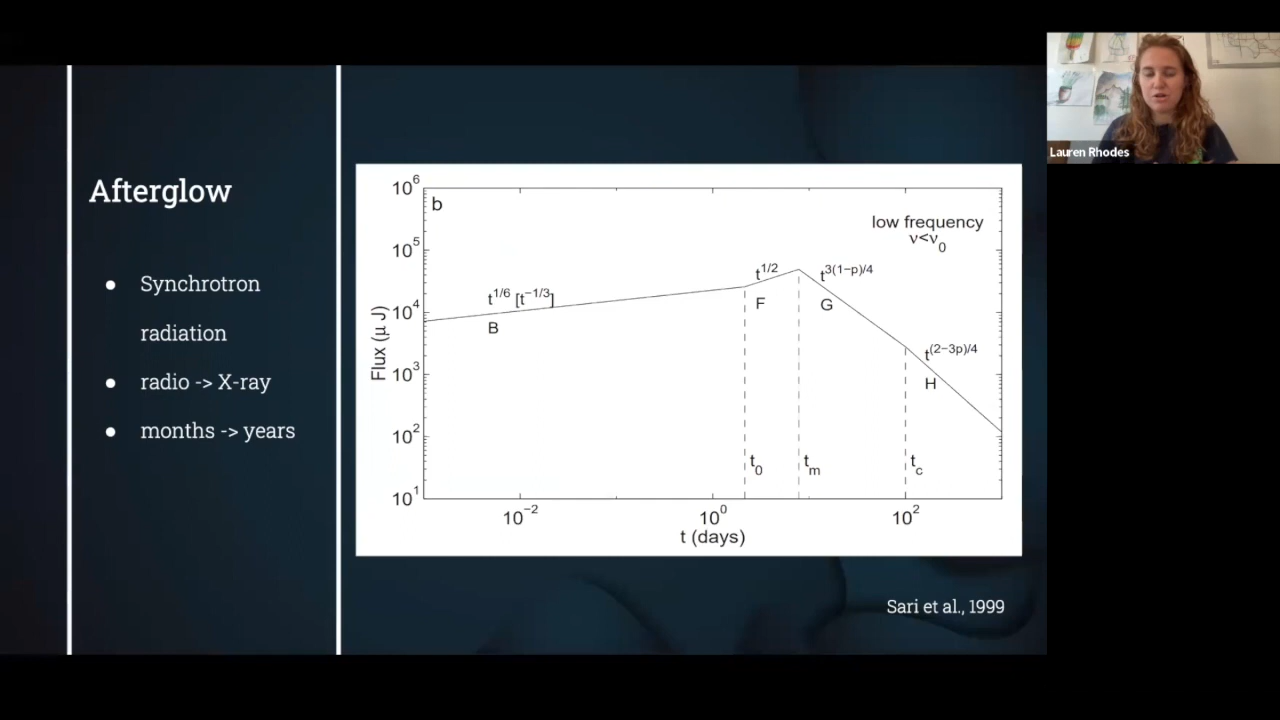 Afterglow
● Synchrotron
radiation
● radio -> X-ray
● months -> years
b
low frequency
ν<ν₀
10⁶
10⁵
10⁴
10³
10²
10¹
Flux (μ J)
t^1/6 [t^−1/3]
B
t^1/2
F
t^3(1−p)/4
G
t^(2−3p)/4
H
t₀
tₘ
t_c
10⁻²
10⁰
10²
t (days)
Sari et al., 1999
Lauren Rhodes